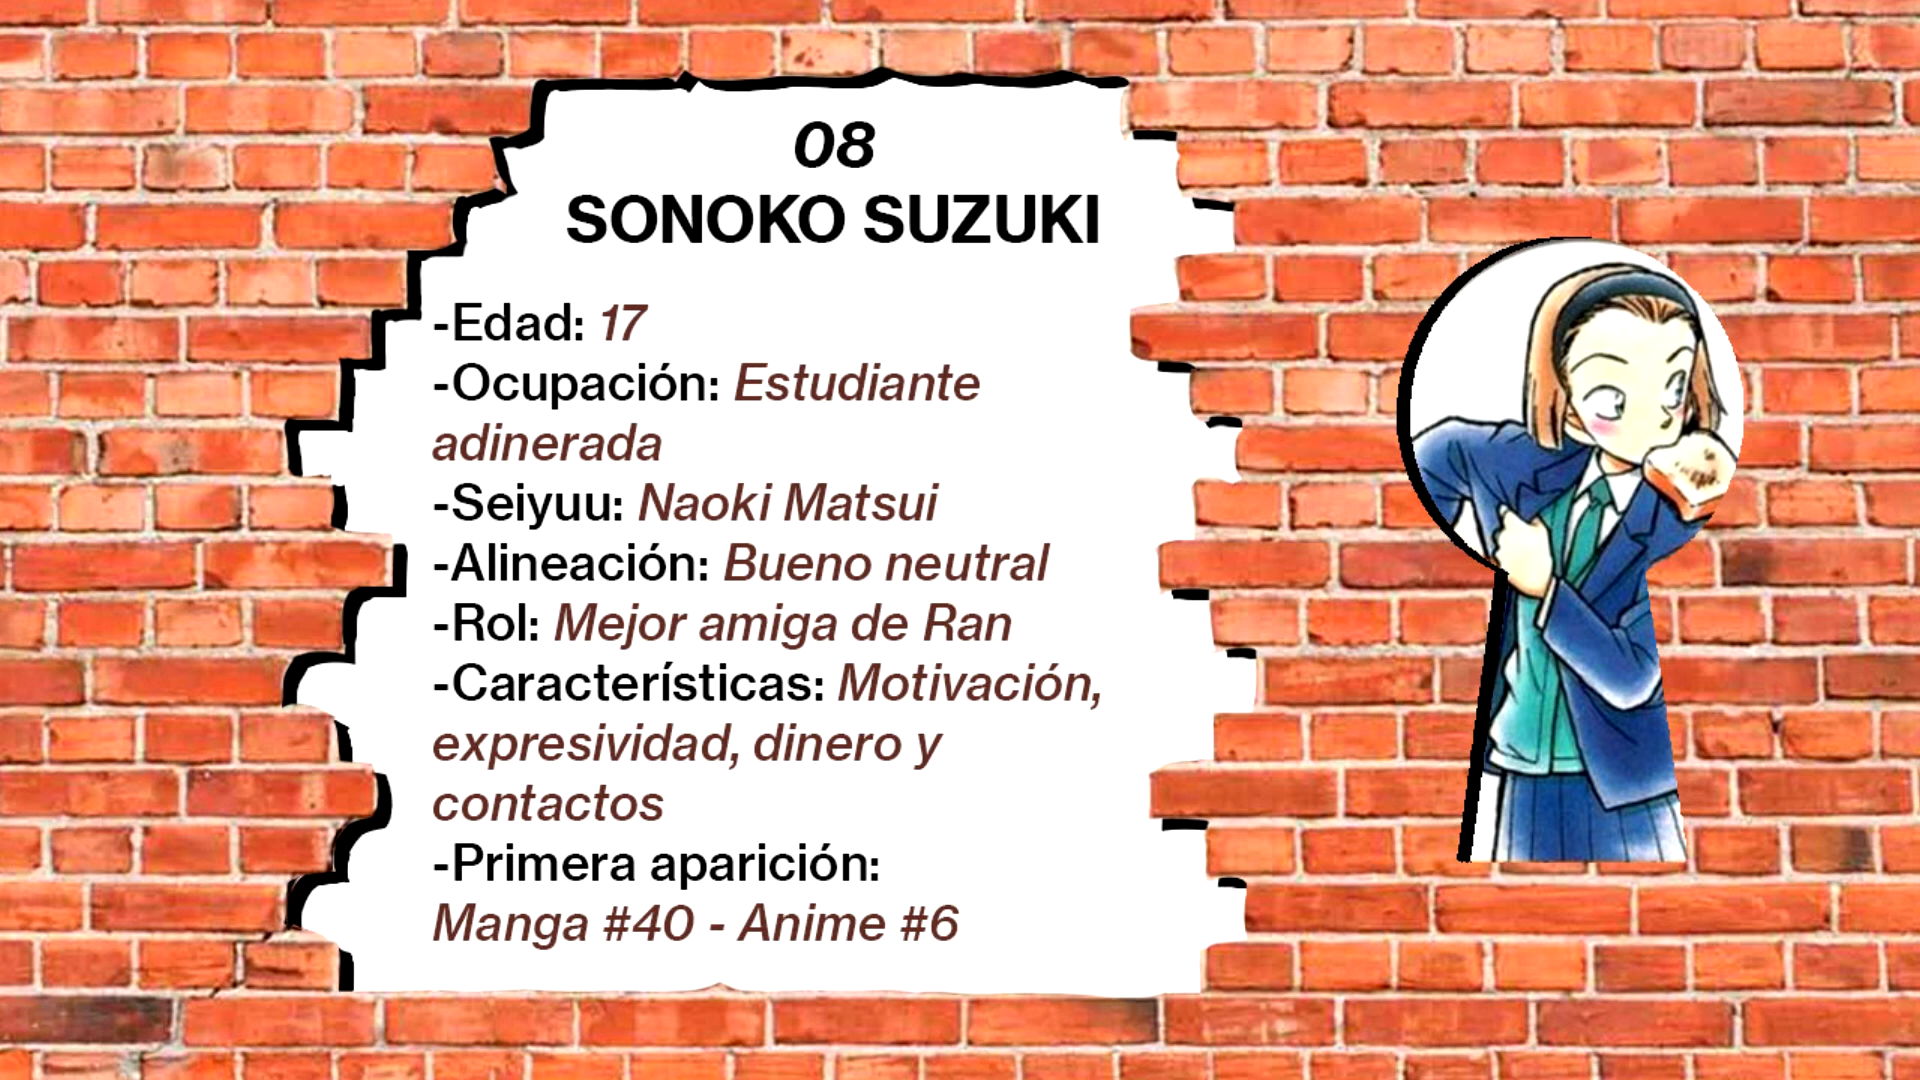 08
SONOKO SUZUKI
-Edad: 17
-Ocupación: Estudiante
adinerada
-Seiyuu: Naoki Matsui
-Alineación: Bueno neutral
-Rol: Mejor amiga de Ran
-Características: Motivación,
expresividad, dinero y
contactos
-Primera aparición:
Manga #40 - Anime #6